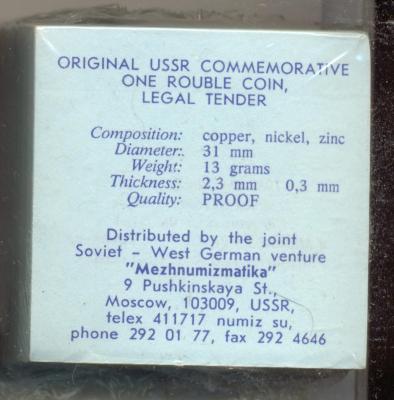 ORIGINAL USSR COMMEMORATIVE
ONE ROUBLE COIN,
LEGAL TENDER
Composition: copper, nickel, zinc
Diameter:. 31 mm
Weight: 13 grams
Thickness: 2,3 mm 0,3 mm
Quality: PROOF
Distributed by the joint
Soviet – West German venture
"Mezhnumizmatika"
9 Pushkinskaya St.,
Moscow, 103009, USSR,
telex 411717 numiz su,
phone 292 01 77, fax 292 4646